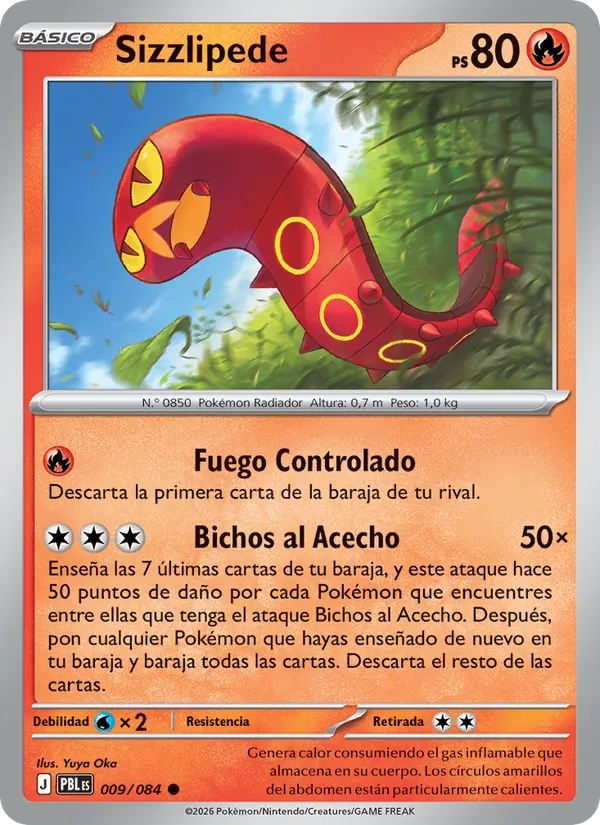 BÁSICO
Sizzlipede
PS 80
N.º 0850 Pokémon Radiador Altura: 0,7 m Peso: 1,0 kg
Fuego Controlado
Descarta la primera carta de la baraja de tu rival.
Bichos al Acecho 50×
Enseña las 7 últimas cartas de tu baraja, y este ataque hace
50 puntos de daño por cada Pokémon que encuentres
entre ellas que tenga el ataque Bichos al Acecho. Después,
pon cualquier Pokémon que hayas enseñado de nuevo en
tu baraja y baraja todas las cartas. Descarta el resto de las
cartas.
Debilidad ×2 Resistencia Retirada
Ilus. Yuya Oka
Genera calor consumiendo el gas inflamable que
almacena en su cuerpo. Los círculos amarillos
del abdomen están particularmente calientes.
J PBL ES 009/084
©2026 Pokémon/Nintendo/Creatures/GAME FREAK